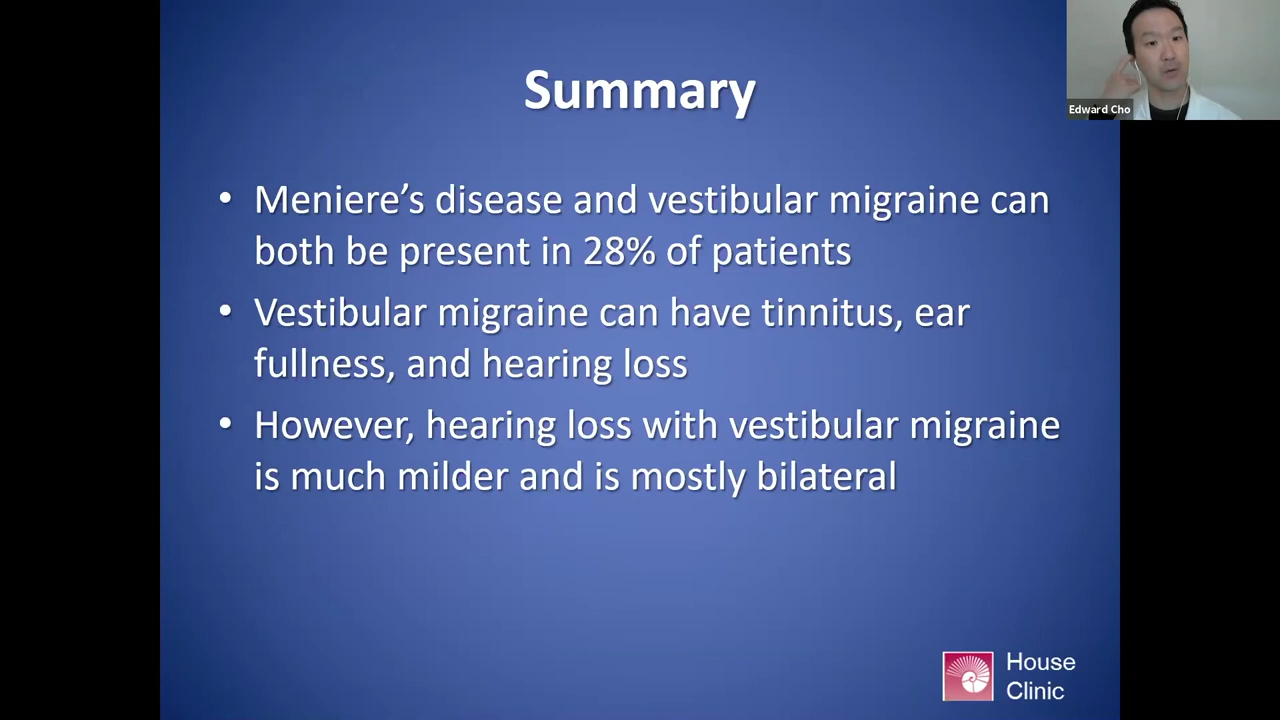 Summary
Edward Cho
• Meniere’s disease and vestibular migraine can
both be present in 28% of patients
• Vestibular migraine can have tinnitus, ear
fullness, and hearing loss
• However, hearing loss with vestibular migraine
is much milder and is mostly bilateral
House
Clinic